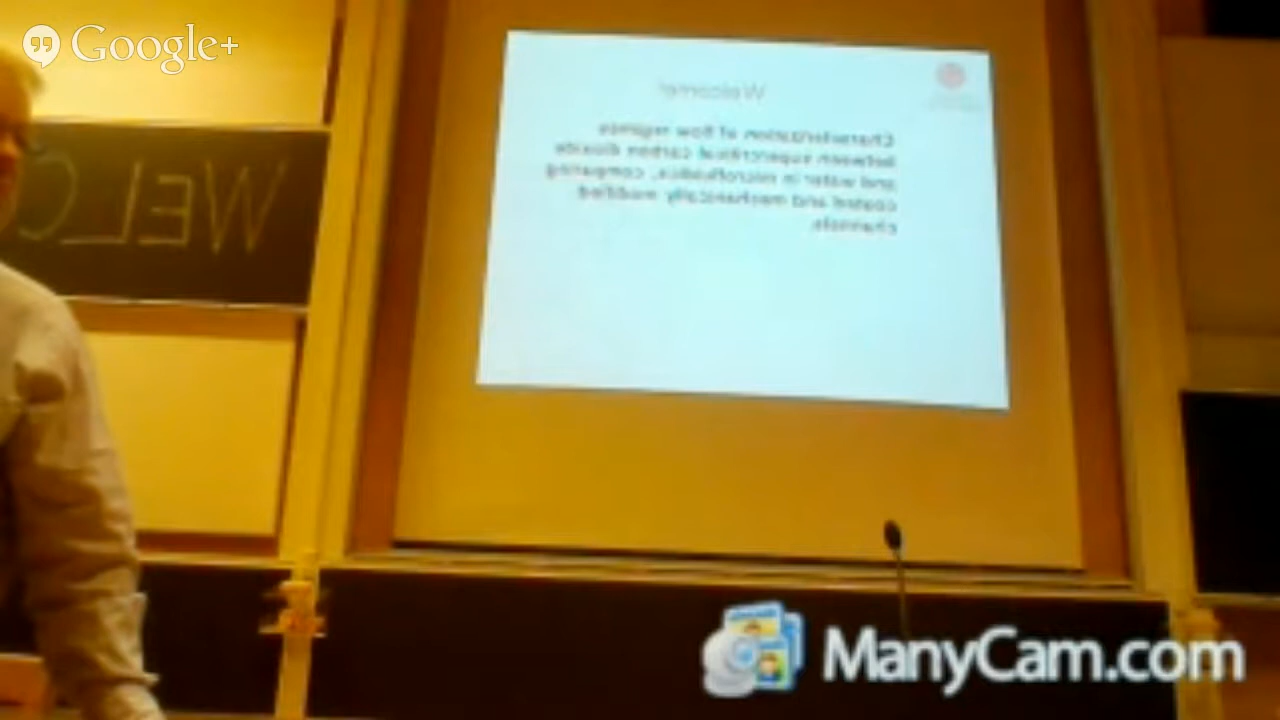 Google+
Welcome!
Characterization of flow regimes
between supercritical carbon dioxide
and water in microfluidics, comparing
coated and mechanically modified
channels.
WELC
ManyCam.com